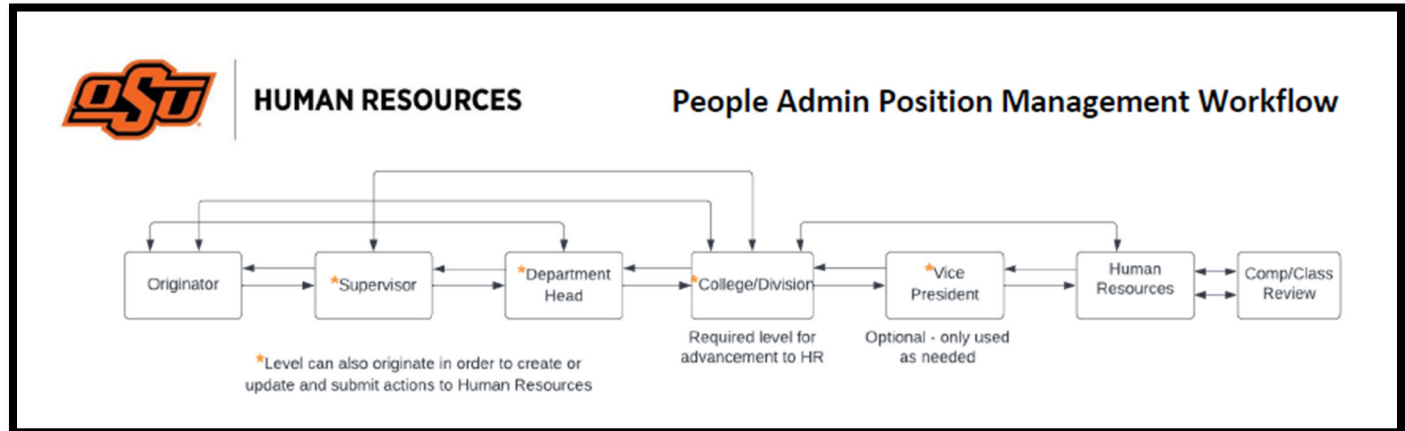 OSU
HUMAN RESOURCES
People Admin Position Management Workflow
Originator
*Supervisor
*Department
Head
*College/Division
*Vice
President
Human
Resources
Comp/Class
Review
Required level for
advancement to HR
Optional - only used
as needed
*Level can also originate in order to create or
update and submit actions to Human Resources